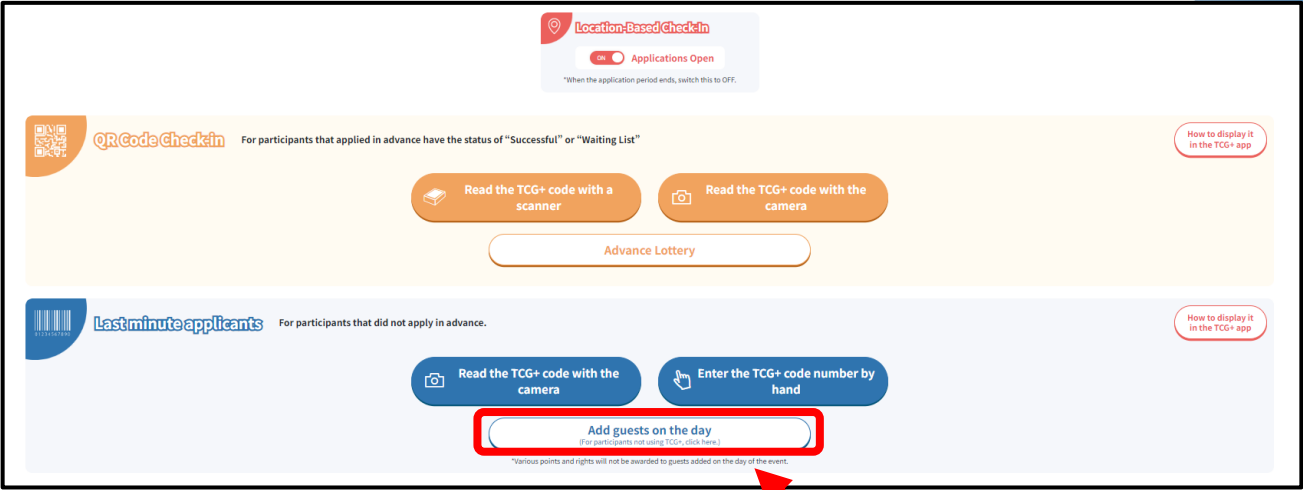 Location-Based Check-In
ON Applications Open
*When the application period ends, switch this to OFF.
QR Code Check-in For participants that applied in advance have the status of “Successful” or “Waiting List”
How to display it
in the TCG+ app
Read the TCG+ code with a
scanner
Read the TCG+ code with the
camera
Advance Lottery
Last minute applicants For participants that did not apply in advance.
How to display it
in the TCG+ app
Read the TCG+ code with the
camera
Enter the TCG+ code number by
hand
Add guests on the day
(For participants not using TCG+, click here.)
*Various points and rights will not be awarded to guests added on the day of the event.